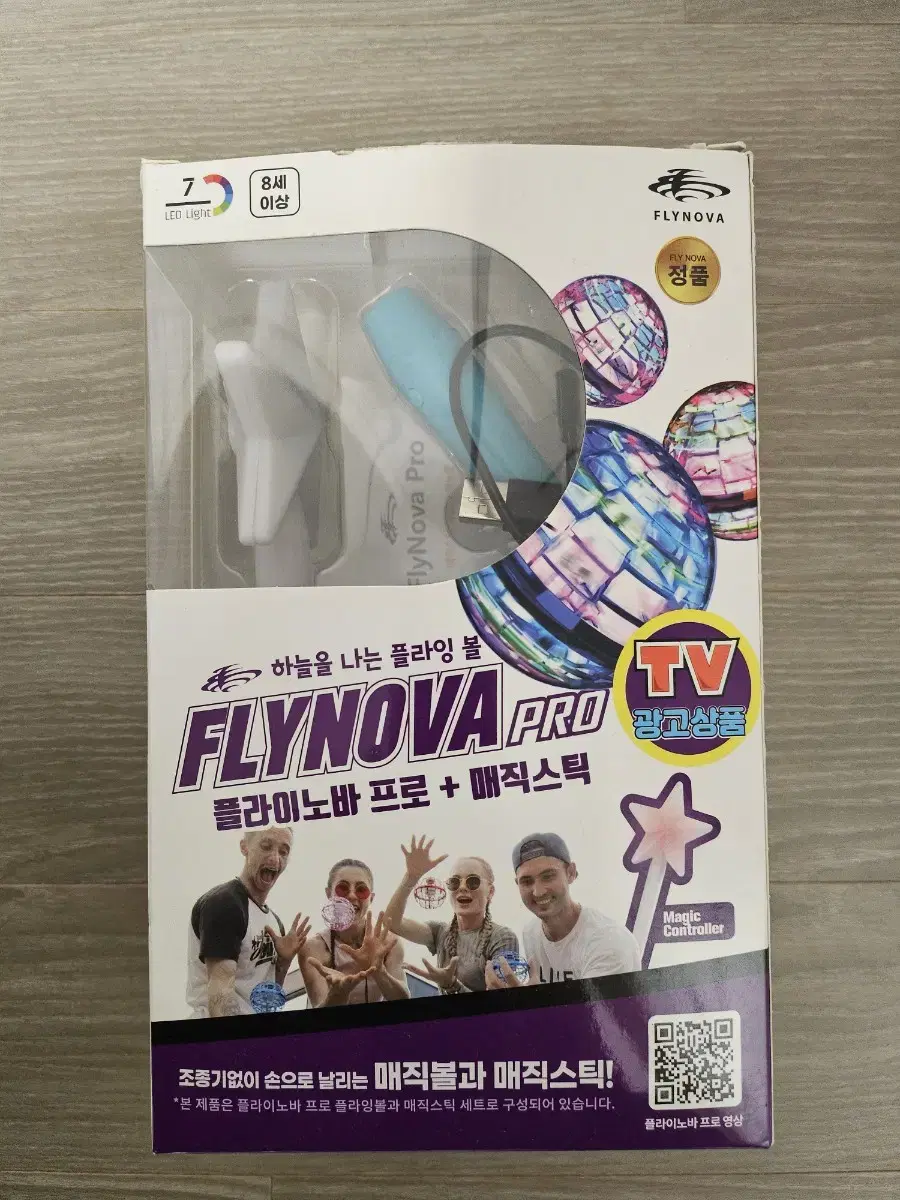 7
LED Light
8세
이상
FLYNOVA
FLY NOVA
정품
FlyNova Pro
하늘을 나는 플라잉 볼
FLYNOVA PRO
플라이노바 프로 + 매직스틱
TV
광고상품
Magic
Controller
조종기없이 손으로 날리는 매직볼과 매직스틱!
*본 제품은 플라이노바 프로 플라잉볼과 매직스틱 세트로 구성되어 있습니다.
플라이노바 프로 영상